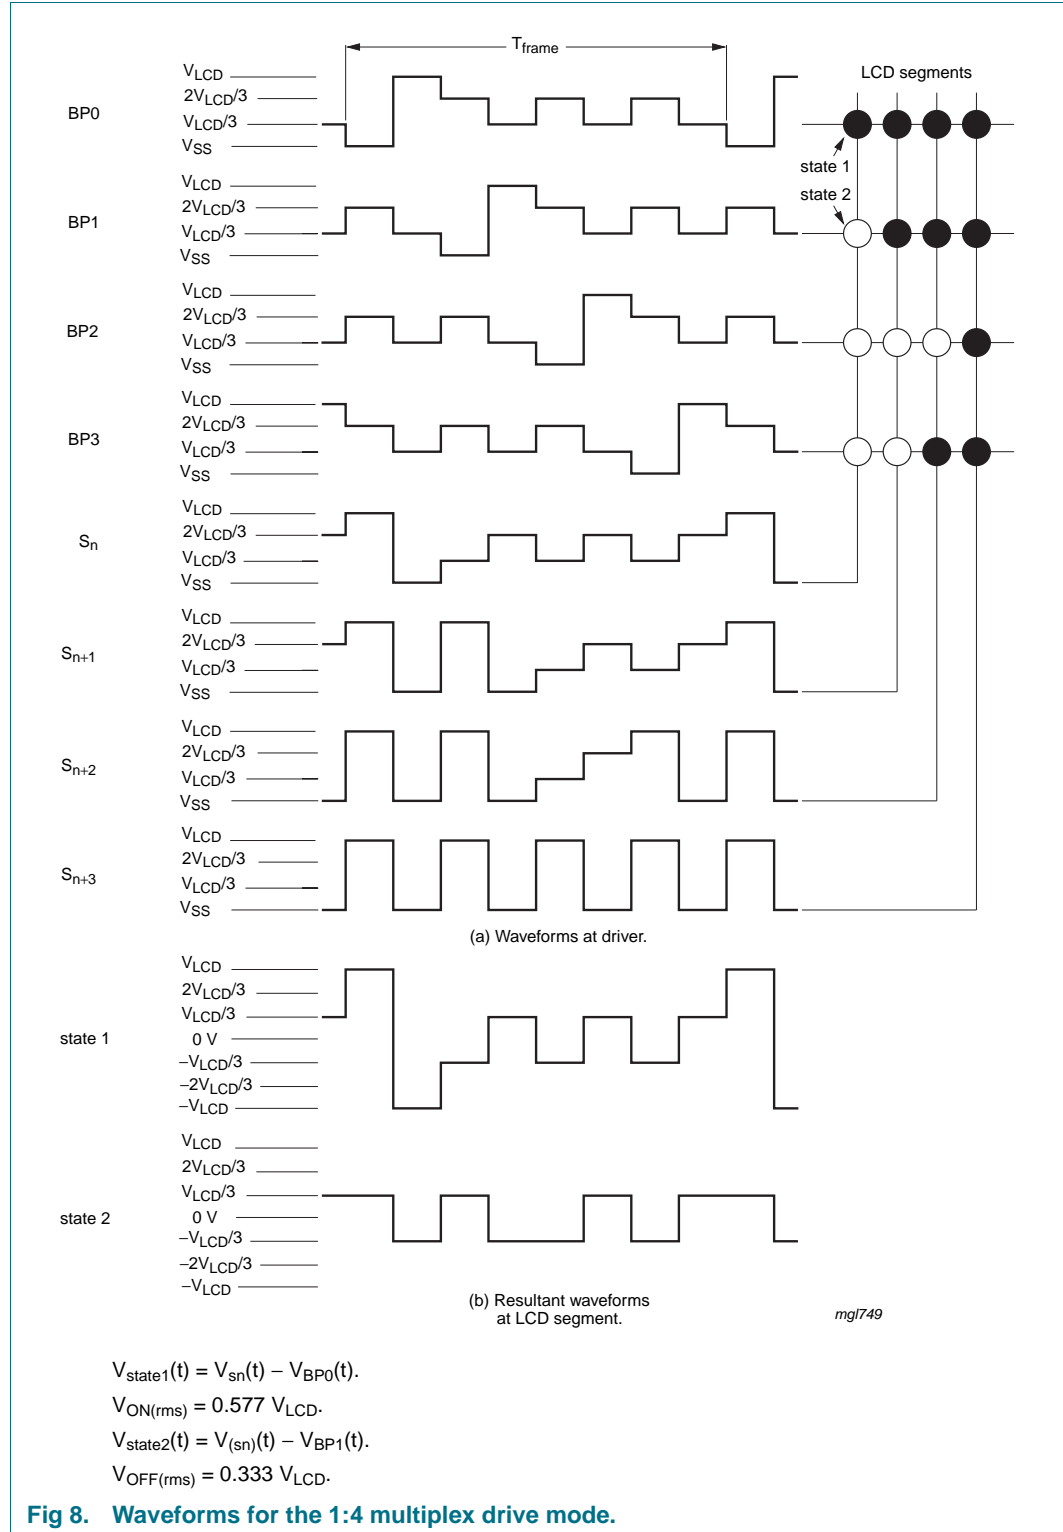 Tframe
LCD segments
BP0
VLCD
2VLCD/3
VLCD/3
VSS
state 1
state 2
BP1
VLCD
2VLCD/3
VLCD/3
VSS
BP2
VLCD
2VLCD/3
VLCD/3
VSS
BP3
VLCD
2VLCD/3
VLCD/3
VSS
Sn
VLCD
2VLCD/3
VLCD/3
VSS
Sn+1
VLCD
2VLCD/3
VLCD/3
VSS
Sn+2
VLCD
2VLCD/3
VLCD/3
VSS
Sn+3
VLCD
2VLCD/3
VLCD/3
VSS
(a) Waveforms at driver.
state 1
VLCD
2VLCD/3
VLCD/3
0 V
−VLCD/3
−2VLCD/3
−VLCD
state 2
VLCD
2VLCD/3
VLCD/3
0 V
−VLCD/3
−2VLCD/3
−VLCD
(b) Resultant waveforms
at LCD segment.
mgl749
Vstate1(t) = Vsn(t) − VBP0(t).
VON(rms) = 0.577 VLCD.
Vstate2(t) = V(sn)(t) − VBP1(t).
VOFF(rms) = 0.333 VLCD.
Fig 8. Waveforms for the 1:4 multiplex drive mode.